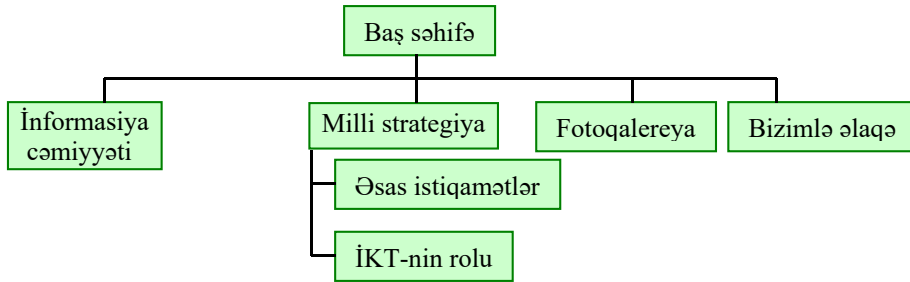 Baş səhifə
İnformasiya
cəmiyyəti
Milli strategiya
Fotoqalereya
Bizimlə əlaqə
Əsas istiqamətlər
İKT-nin rolu